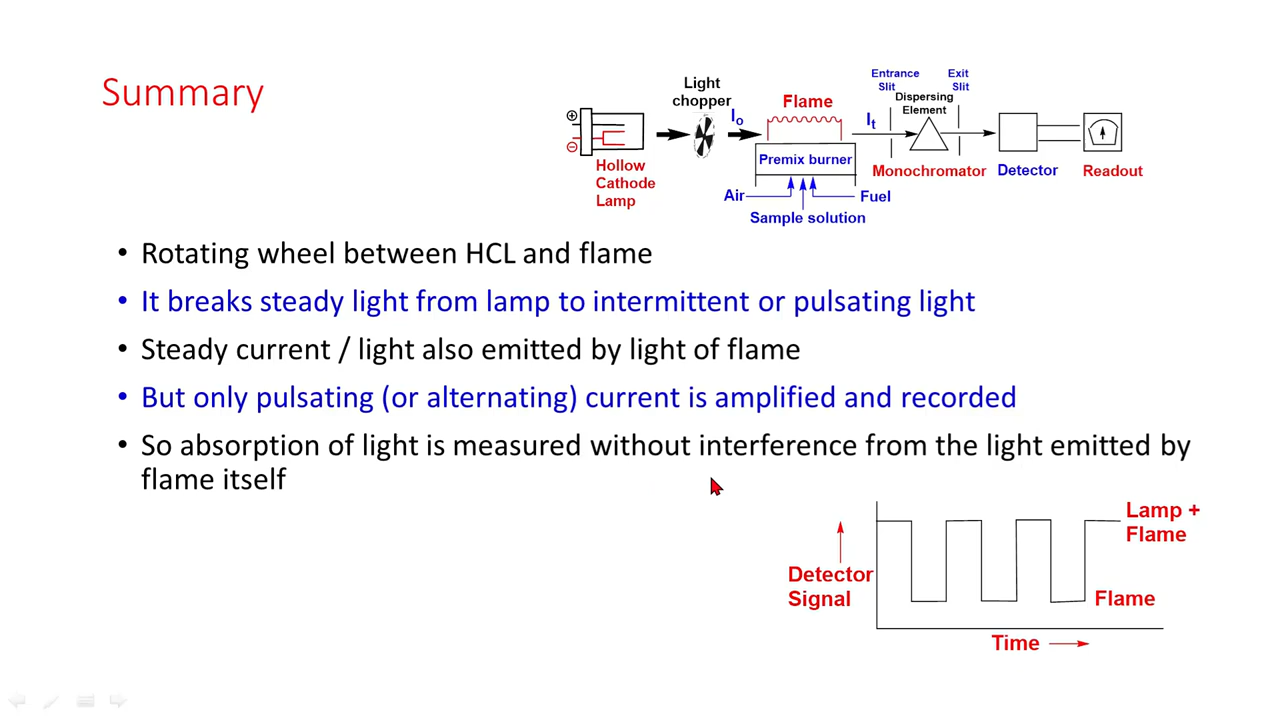 Summary
Light
chopper
Hollow
Cathode
Lamp
Io
Flame
Premix burner
Air
Fuel
Sample solution
It
Entrance
Slit
Exit
Slit
Dispersing
Element
Monochromator
Detector
Readout
• Rotating wheel between HCL and flame
• It breaks steady light from lamp to intermittent or pulsating light
• Steady current / light also emitted by light of flame
• But only pulsating (or alternating) current is amplified and recorded
• So absorption of light is measured without interference from the light emitted by
flame itself
Detector
Signal
Lamp +
Flame
Flame
Time